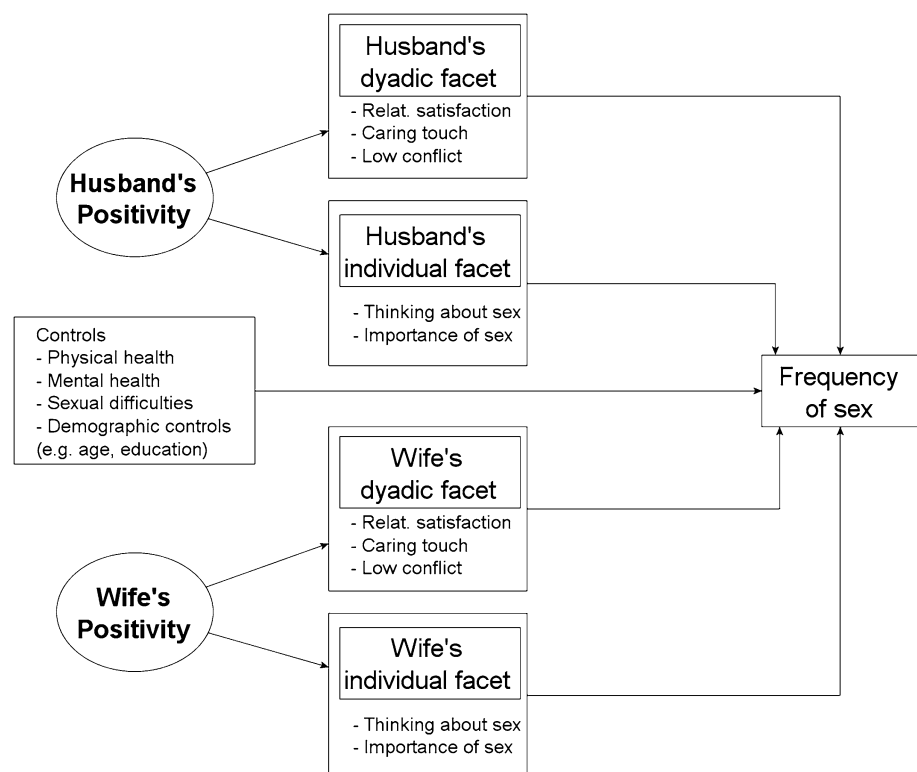 Husband's
dyadic facet
- Relat. satisfaction
- Caring touch
- Low conflict
Husband's
Positivity
Husband's
individual facet
- Thinking about sex
- Importance of sex
Controls
- Physical health
- Mental health
- Sexual difficulties
- Demographic controls
(e.g. age, education)
Frequency
of sex
Wife's
dyadic facet
- Relat. satisfaction
- Caring touch
- Low conflict
Wife's
Positivity
Wife's
individual facet
- Thinking about sex
- Importance of sex